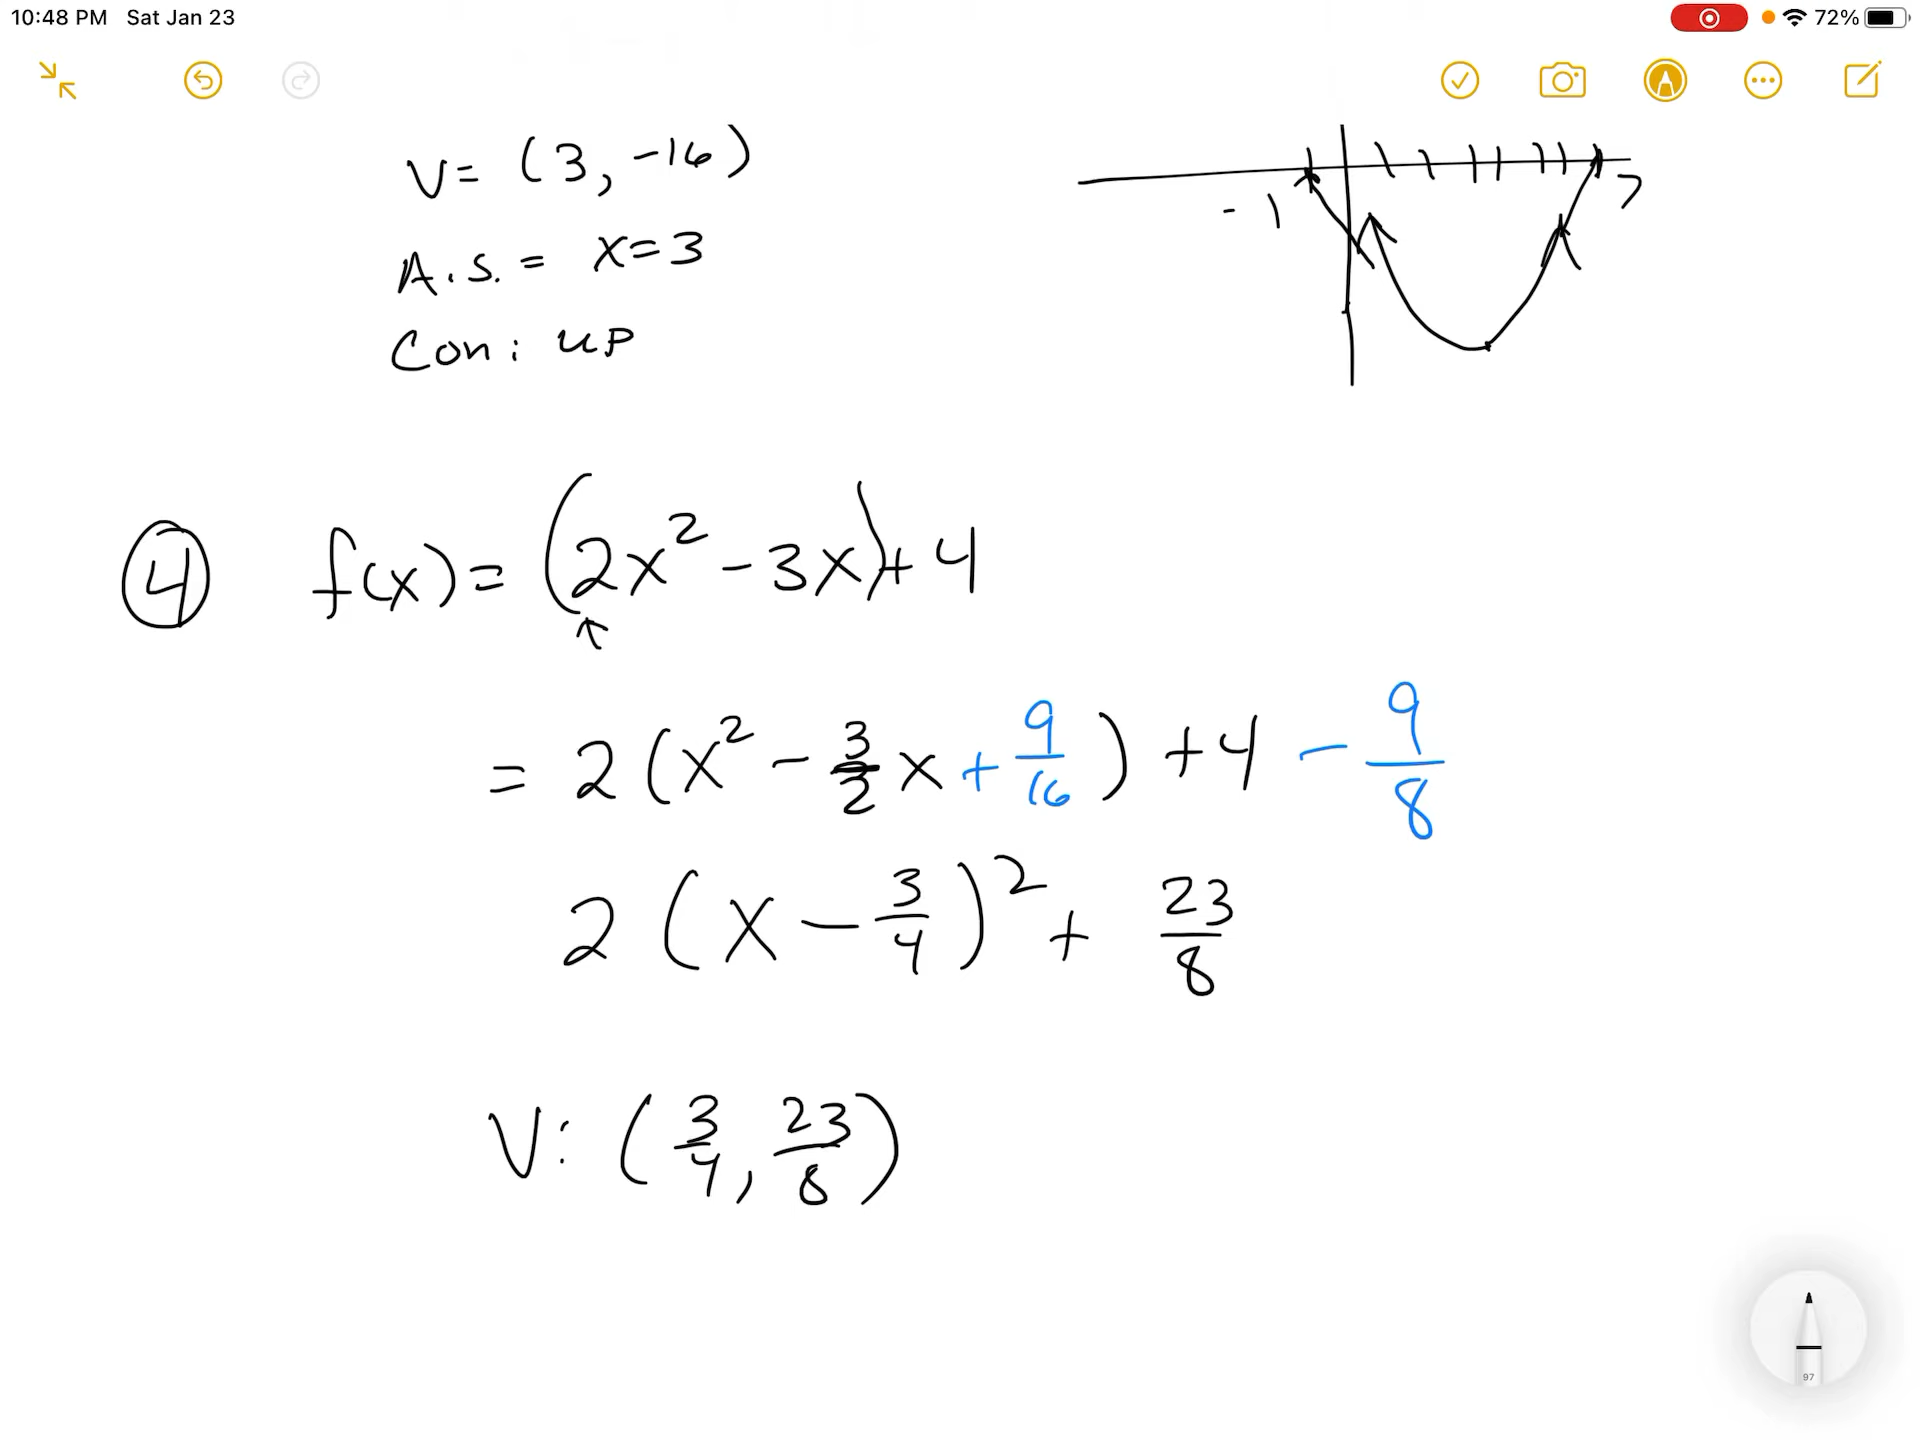 10:48 PM Sat Jan 23
72%
V= (3, -16)
A.S. = x=3
Con: up
-1
7
④ f(x)= (2x² -3x)+4
↑
= 2(x² - 3/2 x + 9/16) +4 - 9/8
2(x - 3/4)² + 23/8
V: (3/4, 23/8)
97